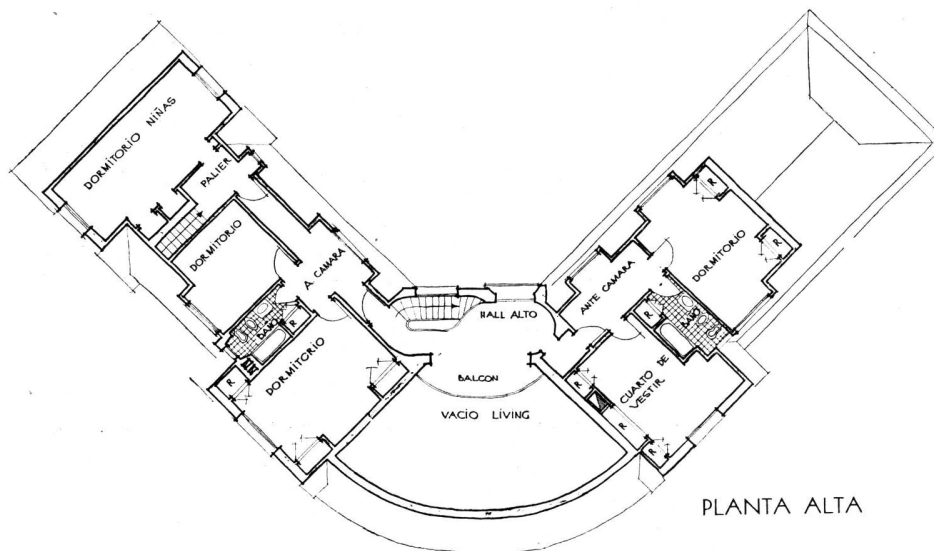 DORMITORIO NIÑAS
PALIER
DORMITORIO
A. CAMARA
BAÑO
R
R
DORMITORIO
HALL ALTO
BALCON
VACIO LIVING
ANTE CAMARA
DORMITORIO
R
R
BAÑO
R
CUARTO DE
VESTIR
R
R
R
PLANTA ALTA